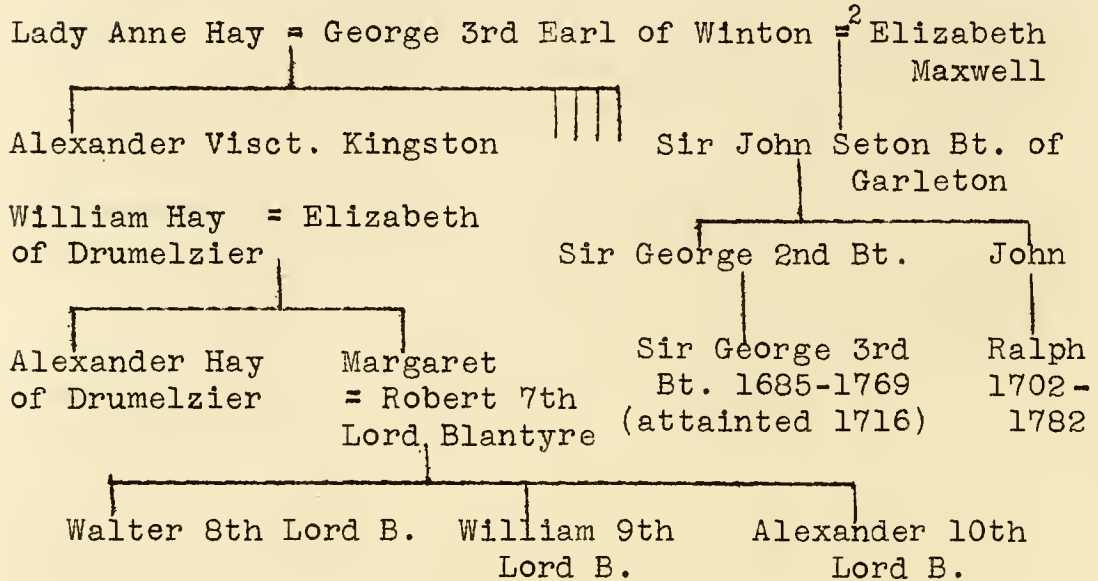 Lady Anne Hay = George 3rd Earl of Winton =2 Elizabeth
Maxwell
Alexander Visct. Kingston
Sir John Seton Bt. of
Garleton
William Hay = Elizabeth
of Drumelzier
Sir George 2nd Bt.
John
Alexander Hay
of Drumelzier
Margaret
= Robert 7th
Lord Blantyre
Sir George 3rd
Bt. 1685-1769
(attainted 1716)
Ralph
1702-
1782
Walter 8th Lord B.
William 9th
Lord B.
Alexander 10th
Lord B.